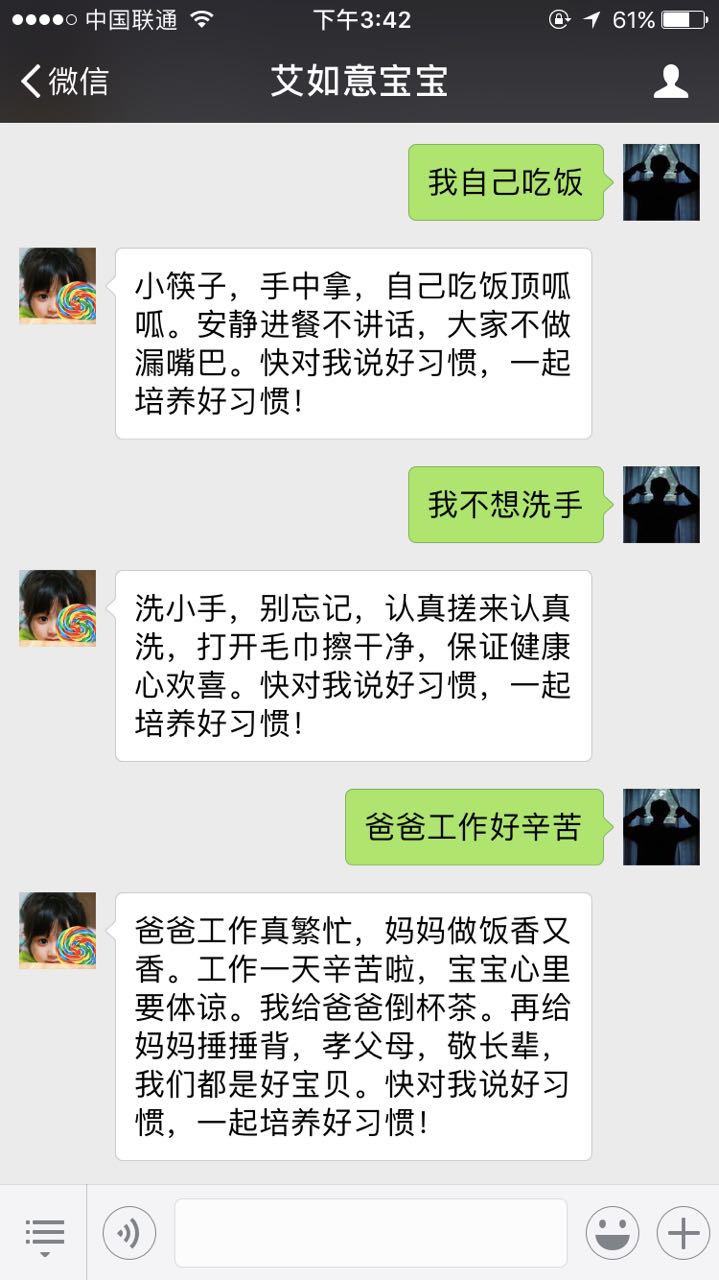 中国联通 下午3:42 61%
微信 艾如意宝宝
我自己吃饭
小筷子，手中拿，自己吃饭顶呱
呱。安静进餐不讲话，大家不做
漏嘴巴。快对我说好习惯，一起
培养好习惯！
我不想洗手
洗小手，别忘记，认真搓来认真
洗，打开毛巾擦干净，保证健康
心欢喜。快对我说好习惯，一起
培养好习惯！
爸爸工作好辛苦
爸爸工作真繁忙，妈妈做饭香又
香。工作一天辛苦啦，宝宝心里
要体谅。我给爸爸倒杯茶。再给
妈妈捶捶背，孝父母，敬长辈，
我们都是好宝贝。快对我说好习
惯，一起培养好习惯！